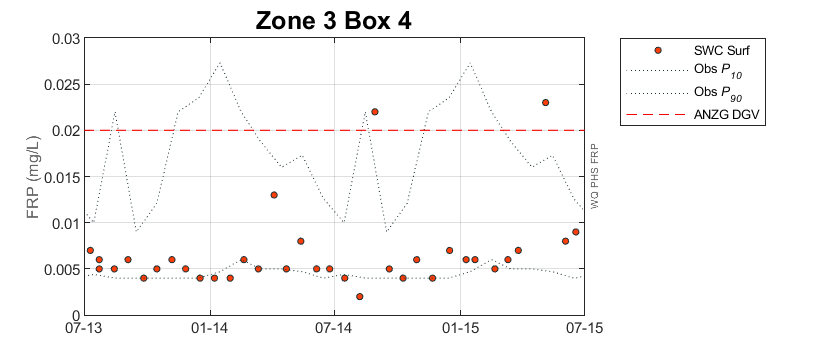 Zone 3 Box 4
0.03
0.025
0.02
0.015
0.01
0.005
0
FRP (mg/L)
07-13
01-14
07-14
01-15
07-15
WQ PHS FRP
SWC Surf
Obs P10
Obs P90
ANZG DGV